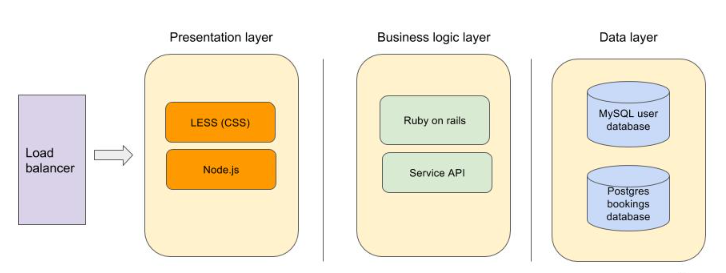 Presentation layer
Business logic layer
Data layer
Load
balancer
LESS (CSS)
Node.js
Ruby on rails
Service API
MySQL user
database
Postgres
bookings
database